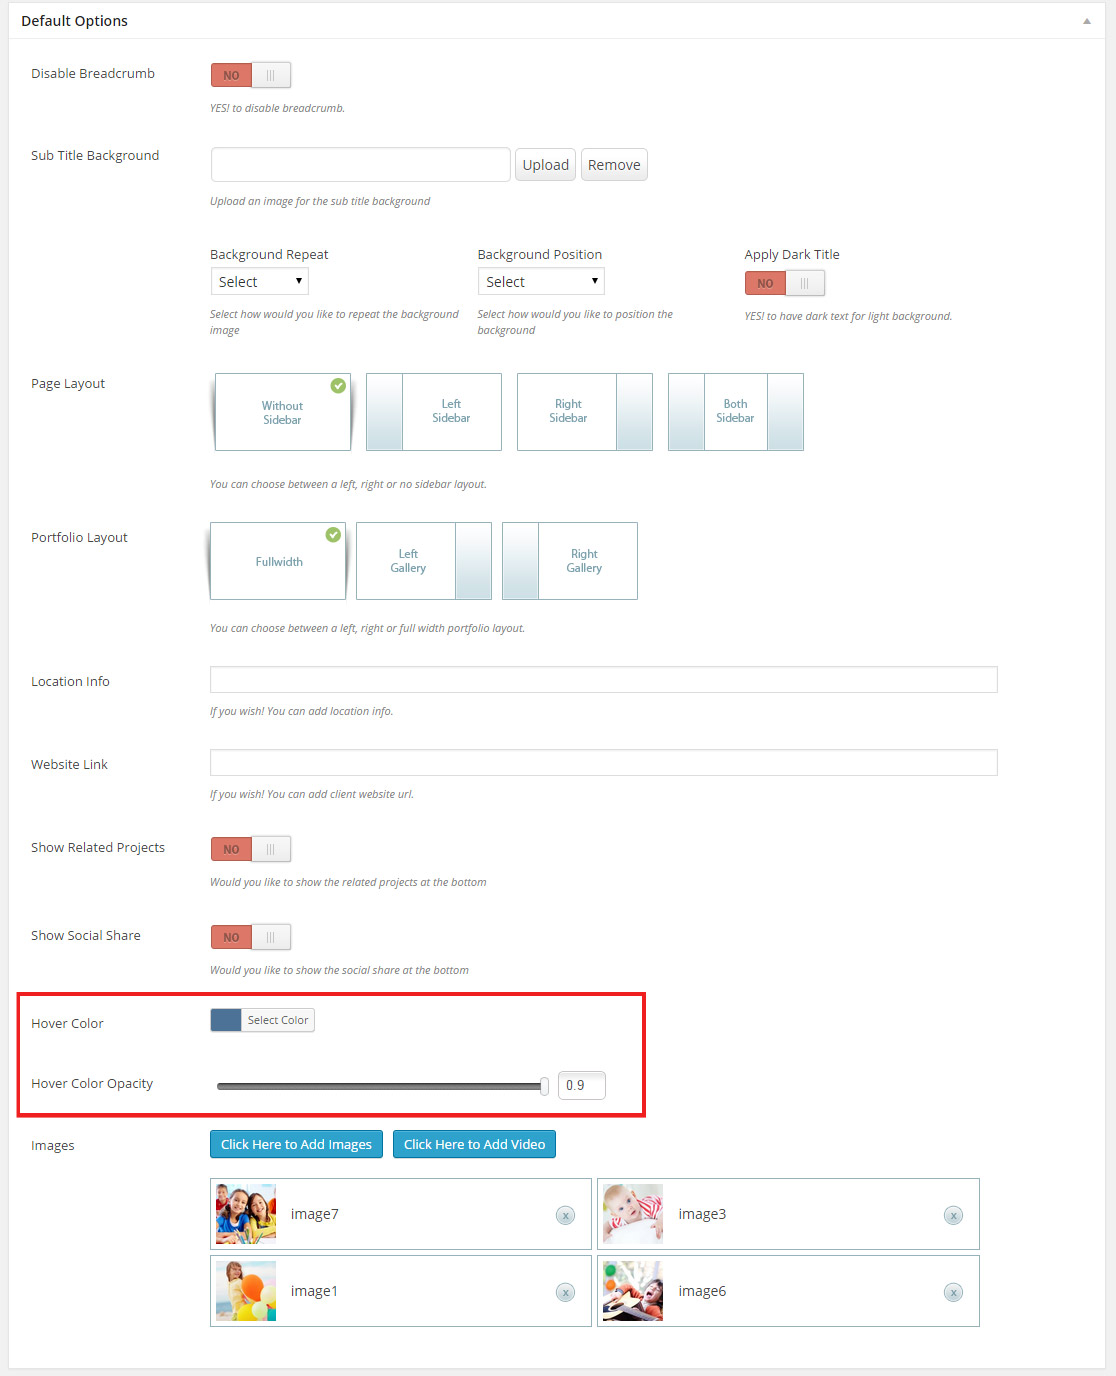 Default Options
Disable Breadcrumb
NO
YES! to disable breadcrumb.
Sub Title Background
Upload
Remove
Upload an image for the sub title background
Background Repeat
Background Position
Apply Dark Title
Select
Select
NO
Select how would you like to repeat the background
image
Select how would you like to position the
background
YES! to have dark text for light background.
Page Layout
Without
Sidebar
Left
Sidebar
Right
Sidebar
Both
Sidebar
You can choose between a left, right or no sidebar layout.
Portfolio Layout
Fullwidth
Left
Gallery
Right
Gallery
You can choose between a left, right or full width portfolio layout.
Location Info
If you wish! You can add location info.
Website Link
If you wish! You can add client website url.
Show Related Projects
NO
Would you like to show the related projects at the bottom
Show Social Share
NO
Would you like to show the social share at the bottom
Hover Color
Select Color
Hover Color Opacity
0.9
Images
Click Here to Add Images
Click Here to Add Video
image7
x
image3
x
image1
x
image6
x